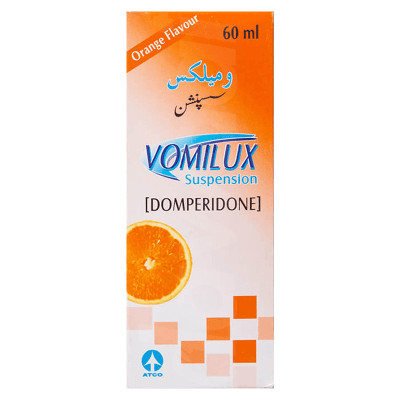 Orange Flavour
60 ml
ومیلکس
سسپنشن
VOMILUX
Suspension
[DOMPERIDONE]
ATCO